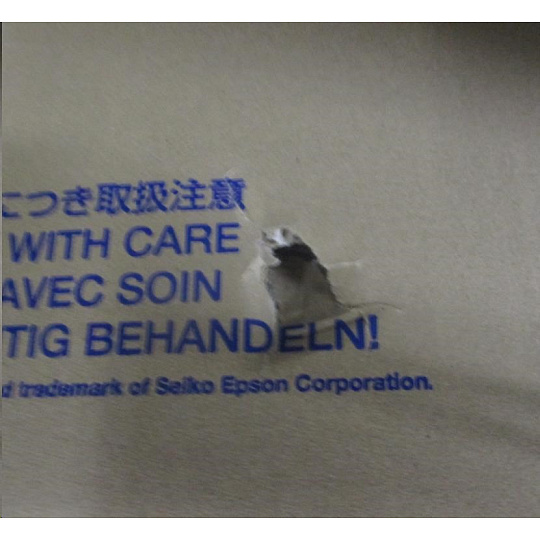 につき取扱注意
WITH CARE
AVEC SOIN
TIG BEHANDELN!
d trademark of Seiko Epson Corporation.